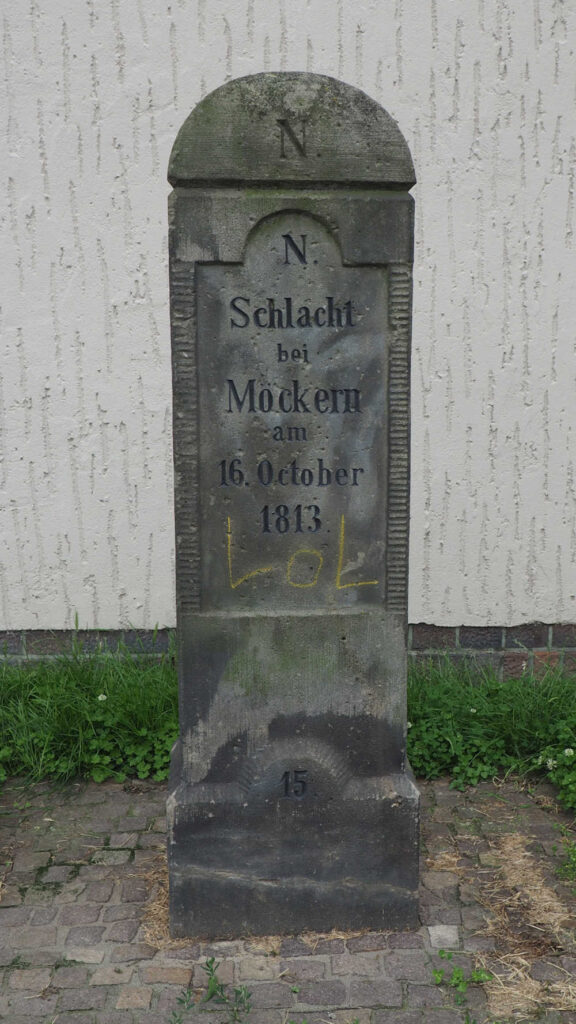 N.
N.
Schlacht
bei
Möckern
am
16. October
1813.
LOL
15.